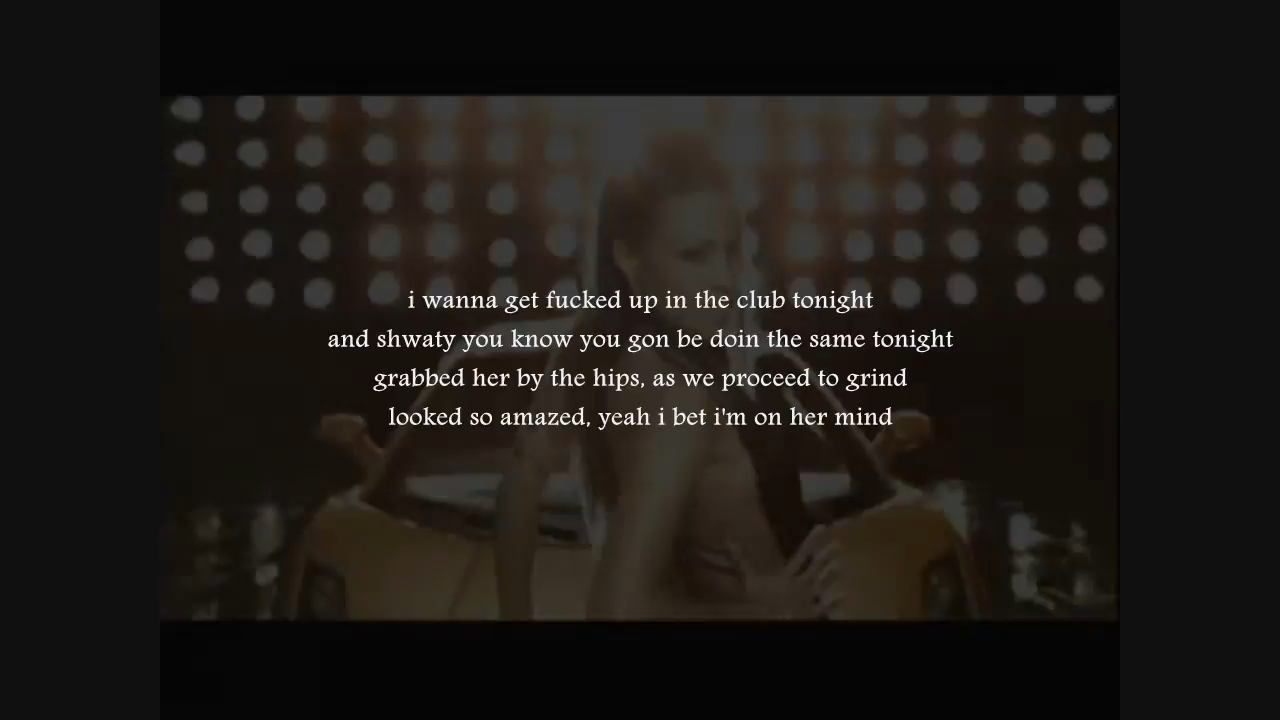 i wanna get fucked up in the club tonight
and shwaty you know you gon be doin the same tonight
grabbed her by the hips, as we proceed to grind
looked so amazed, yeah i bet i'm on her mind